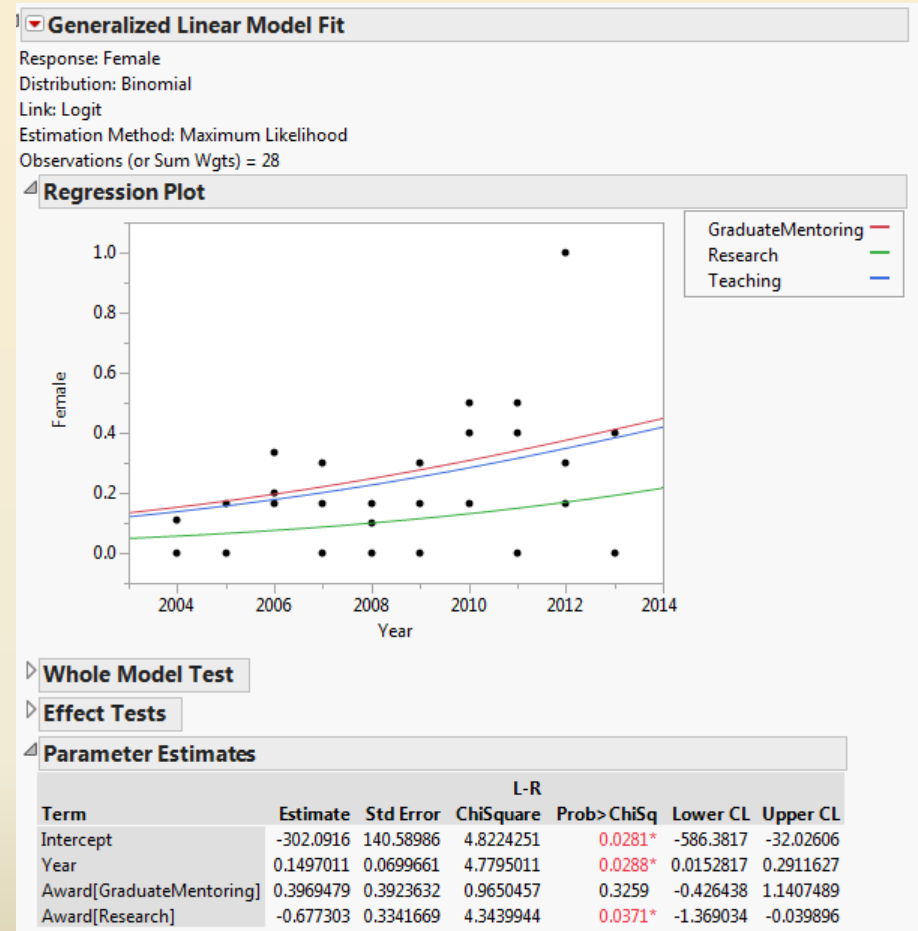 Generalized Linear Model Fit
Response: Female
Distribution: Binomial
Link: Logit
Estimation Method: Maximum Likelihood
Observations (or Sum Wgts) = 28
Regression Plot
1.0
0.8
0.6
0.4
0.2
0.0
Female
2004 2006 2008 2010 2012 2014
Year
GraduateMentoring
Research
Teaching
Whole Model Test
Effect Tests
Parameter Estimates
L-R
Term Estimate Std Error ChiSquare Prob>ChiSq Lower CL Upper CL
Intercept -302.0916 140.58986 4.8224251 0.0281* -586.3817 -32.02606
Year 0.1497011 0.0699661 4.7795011 0.0288* 0.0152817 0.2911627
Award[GraduateMentoring] 0.3969479 0.3923632 0.9650457 0.3259 -0.426438 1.1407489
Award[Research] -0.677303 0.3341669 4.3439944 0.0371* -1.369034 -0.039896